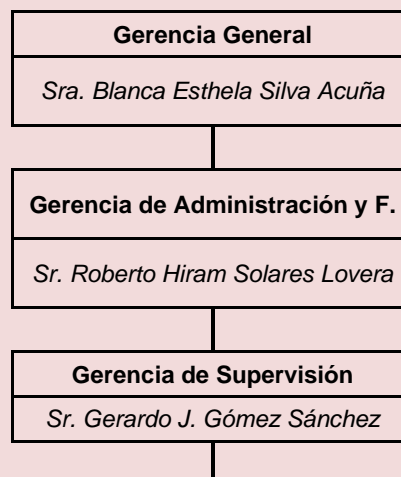 Gerencia General
Sra. Blanca Esthela Silva Acuña
Gerencia de Administración y F.
Sr. Roberto Hiram Solares Lovera
Gerencia de Supervisión
Sr. Gerardo J. Gómez Sánchez